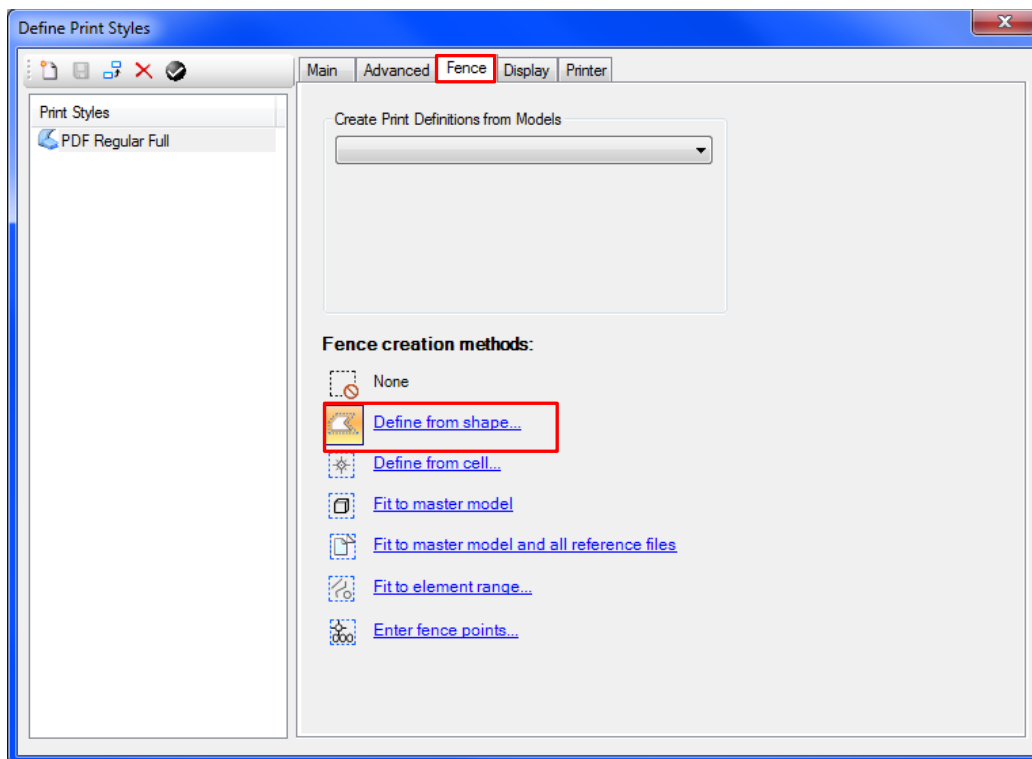 Define Print Styles
Main Advanced Fence Display Printer
Print Styles
PDF Regular Full
Create Print Definitions from Models
Fence creation methods:
None
Define from shape...
Define from cell...
Fit to master model
Fit to master model and all reference files
Fit to element range...
Enter fence points...